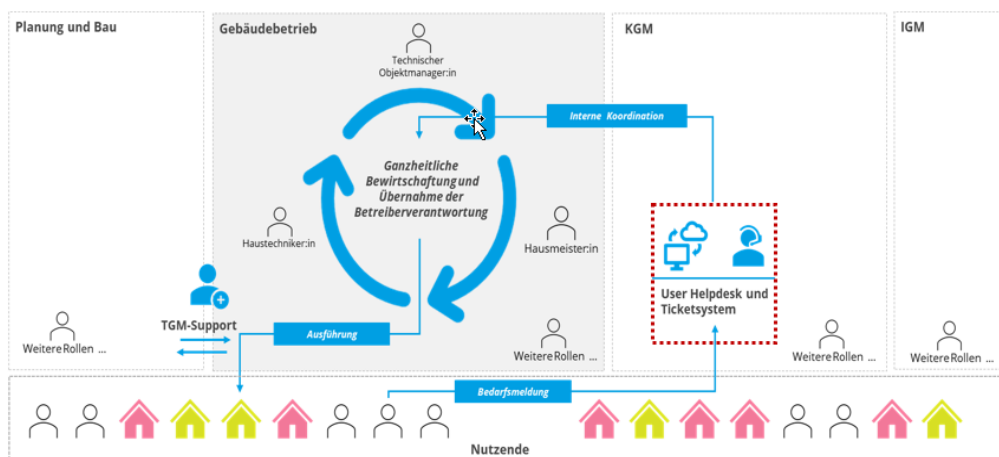 Planung und Bau
Gebäudebetrieb
KGM
IGM
Technischer
Objektmanager:in
Interne Koordination
Ganzheitliche
Bewirtschaftung und
Übernahme der
Betreiberverantwortung
Haustechniker:in
Hausmeister:in
User Helpdesk und
Ticketsystem
TGM-Support
Ausführung
Weitere Rollen ...
Weitere Rollen ...
Weitere Rollen ...
Weitere Rollen ...
Bedarfsmeldung
Nutzende